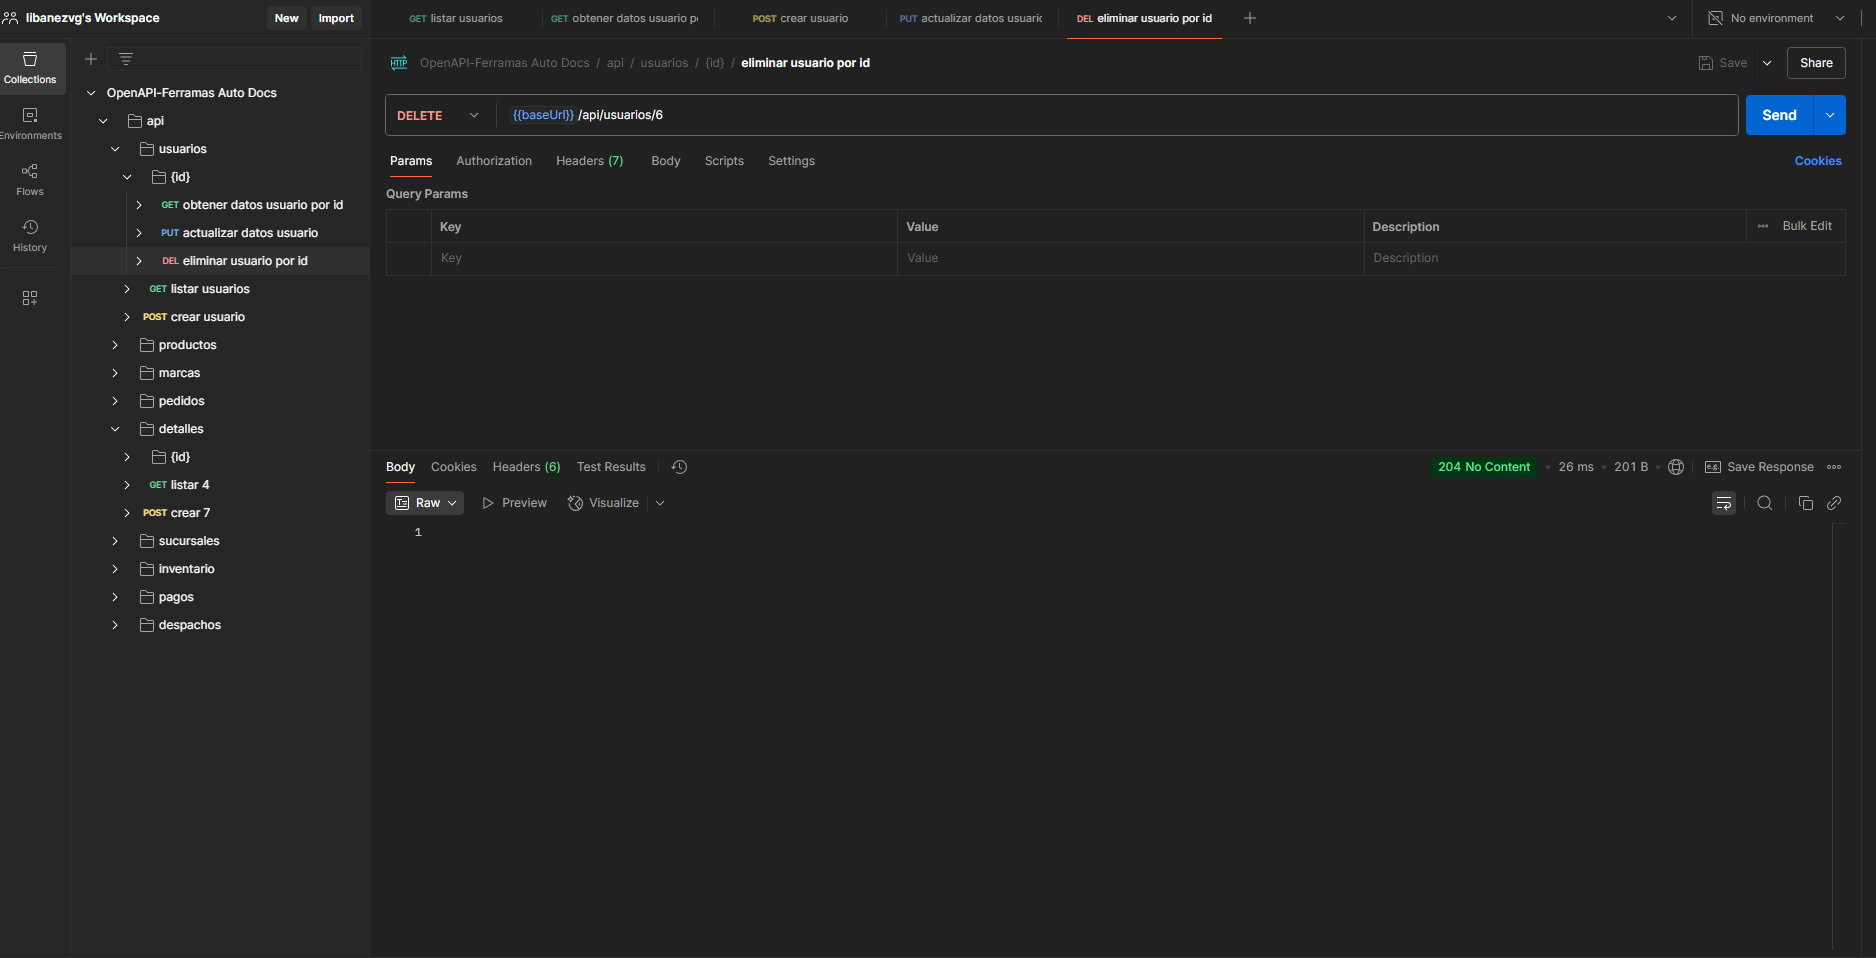 libanezvg's Workspace
New
Import
GET listar usuarios
GET obtener datos usuario p
POST crear usuario
PUT actualizar datos usuaric
DEL eliminar usuario por id
No environment
Collections
Environments
Flows
History
OpenAPI-Ferramas Auto Docs
api
usuarios
{id}
GET obtener datos usuario por id
PUT actualizar datos usuario
DEL eliminar usuario por id
GET listar usuarios
POST crear usuario
productos
marcas
pedidos
detalles
{id}
GET listar 4
POST crear 7
sucursales
inventario
pagos
despachos
HTTP OpenAPI-Ferramas Auto Docs / api / usuarios / {id} / eliminar usuario por id
Save
Share
DELETE
{{baseUrl}} /api/usuarios/6
Send
Params Authorization Headers (7) Body Scripts Settings
Cookies
Query Params
Key Value Description Bulk Edit
Key Value Description
Body Cookies Headers (6) Test Results
204 No Content • 26 ms • 201 B • e.g. Save Response
Raw Preview Visualize
1